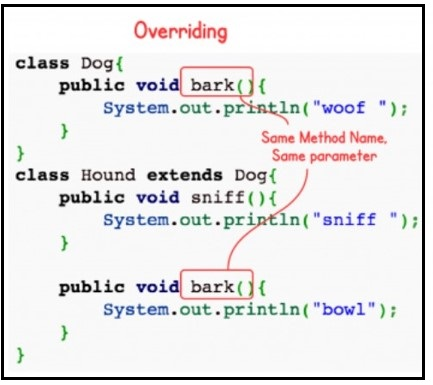 Overriding
class Dog{
public void bark(){
System.out.println("woof ");
}
}
Same Method Name,
Same parameter
class Hound extends Dog{
public void sniff(){
System.out.println("sniff ");
}
public void bark(){
System.out.println("bowl");
}
}